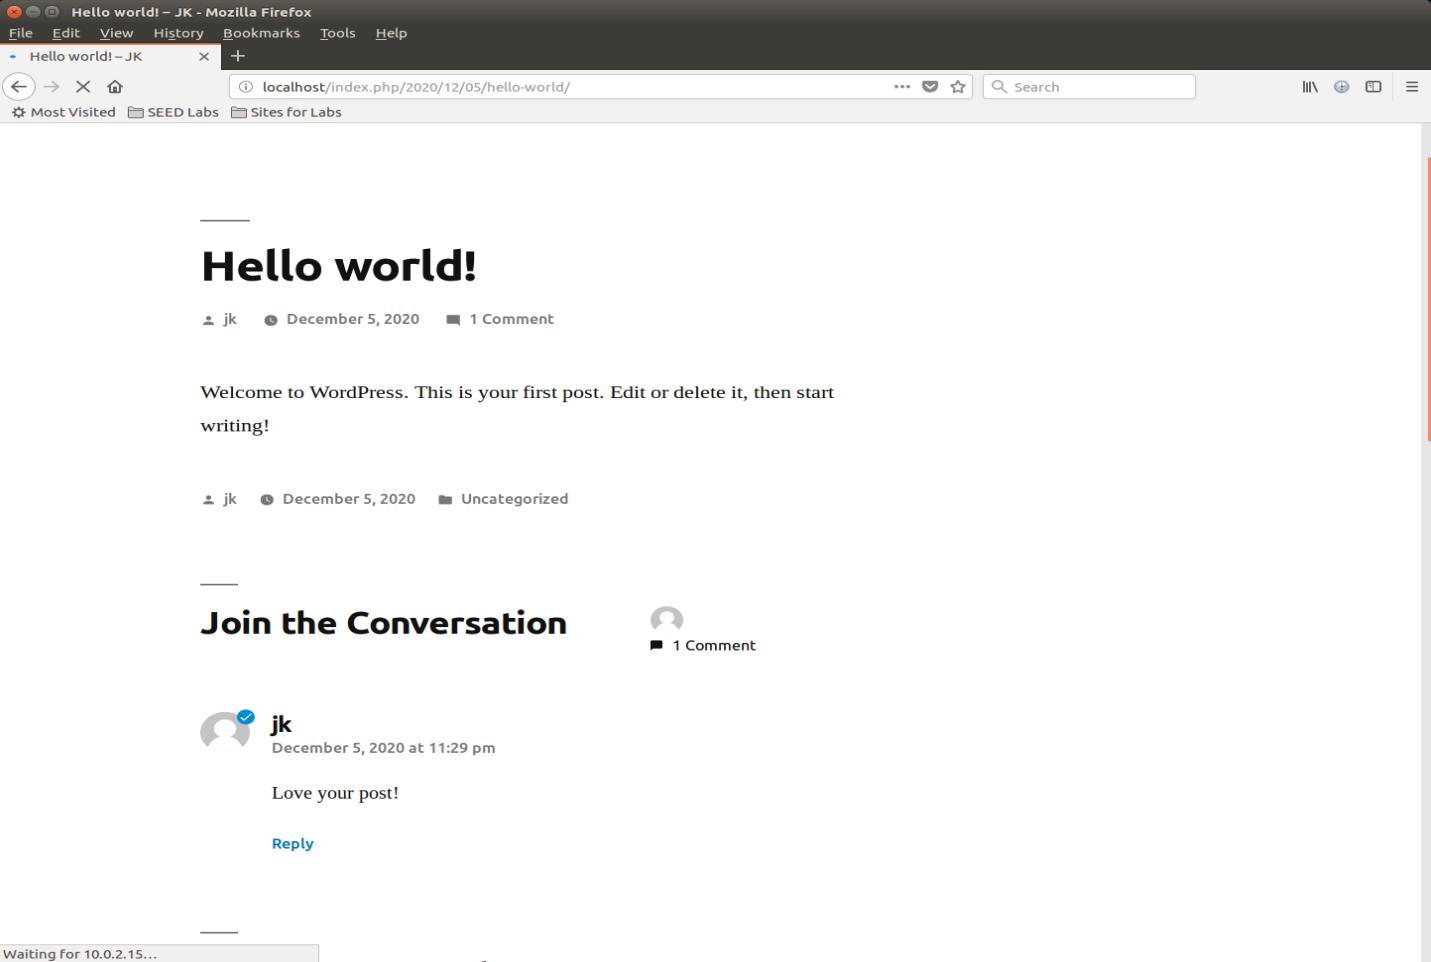 Hello world! – JK - Mozilla Firefox
File Edit View History Bookmarks Tools Help
Hello world! – JK
localhost/index.php/2020/12/05/hello-world/
Search
Most Visited SEED Labs Sites for Labs
Hello world!
jk December 5, 2020 1 Comment
Welcome to WordPress. This is your first post. Edit or delete it, then start
writing!
jk December 5, 2020 Uncategorized
Join the Conversation
1 Comment
jk
December 5, 2020 at 11:29 pm
Love your post!
Reply
Waiting for 10.0.2.15...